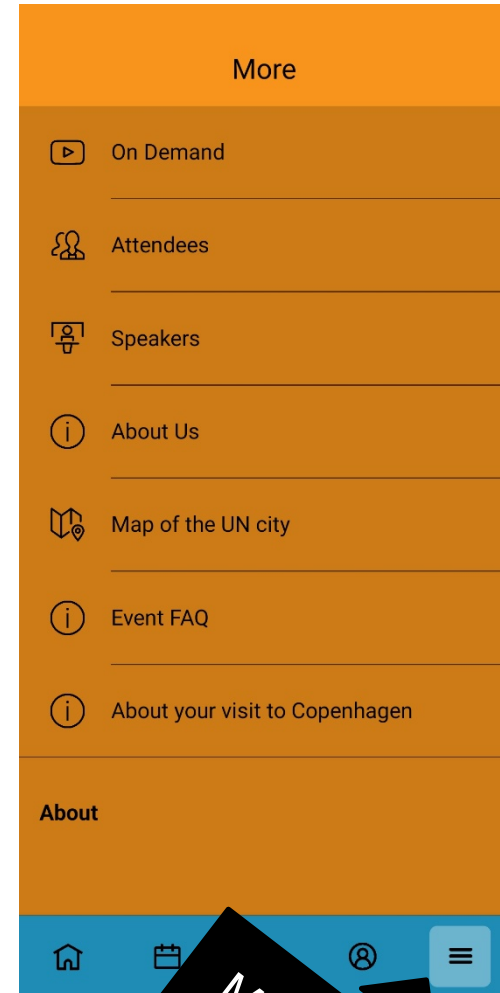 More
On Demand
Attendees
Speakers
About Us
Map of the UN city
Event FAQ
About your visit to Copenhagen
About